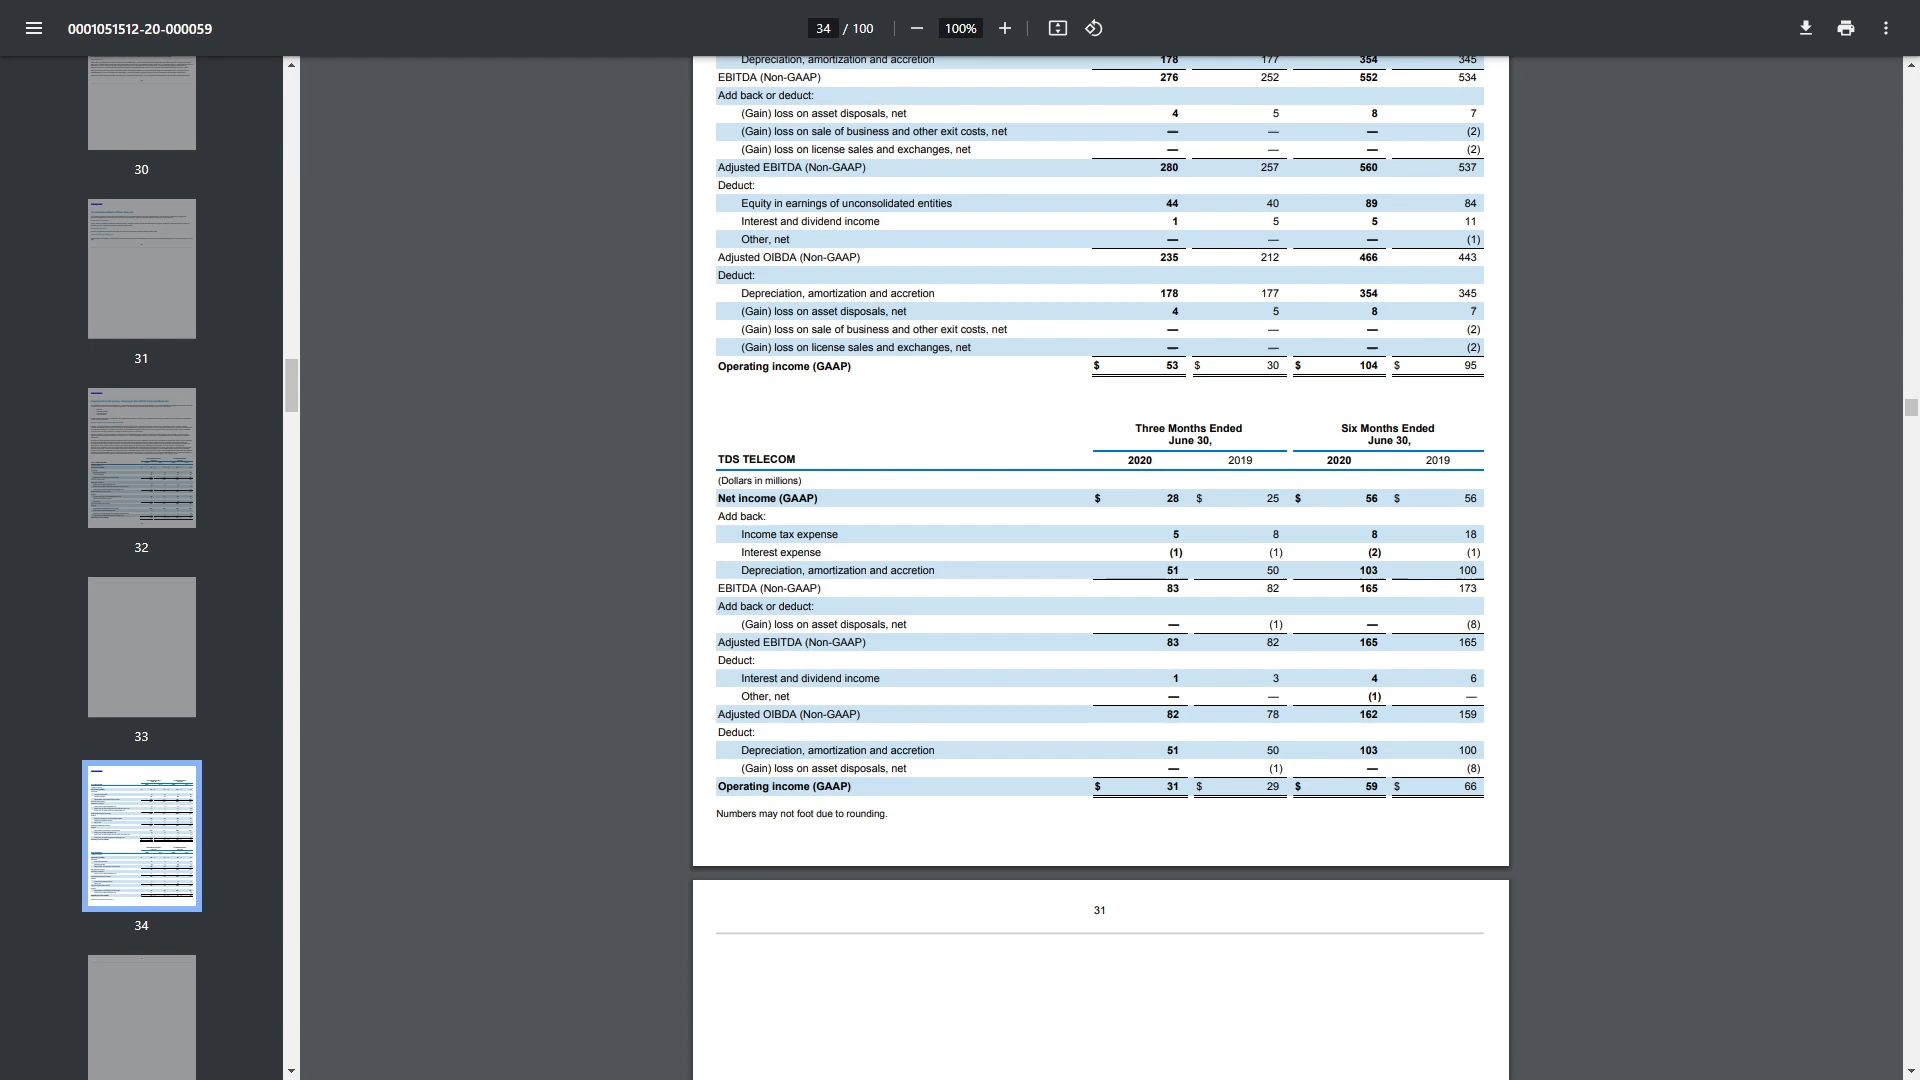 0001051512-20-000059
34 / 100
100%
30
31
32
33
34
Depreciation, amortization and accretion 178 177 354 345
EBITDA (Non-GAAP) 276 252 552 534
Add back or deduct:
(Gain) loss on asset disposals, net 4 5 8 7
(Gain) loss on sale of business and other exit costs, net — — — (2)
(Gain) loss on license sales and exchanges, net — — — (2)
Adjusted EBITDA (Non-GAAP) 280 257 560 537
Deduct:
Equity in earnings of unconsolidated entities 44 40 89 84
Interest and dividend income 1 5 5 11
Other, net — — — (1)
Adjusted OIBDA (Non-GAAP) 235 212 466 443
Deduct:
Depreciation, amortization and accretion 178 177 354 345
(Gain) loss on asset disposals, net 4 5 8 7
(Gain) loss on sale of business and other exit costs, net — — — (2)
(Gain) loss on license sales and exchanges, net — — — (2)
Operating income (GAAP) $ 53 $ 30 $ 104 $ 95
Three Months Ended Six Months Ended
June 30, June 30,
TDS TELECOM 2020 2019 2020 2019
(Dollars in millions)
Net income (GAAP) $ 28 $ 25 $ 56 $ 56
Add back:
Income tax expense 5 8 8 18
Interest expense (1) (1) (2) (1)
Depreciation, amortization and accretion 51 50 103 100
EBITDA (Non-GAAP) 83 82 165 173
Add back or deduct:
(Gain) loss on asset disposals, net — (1) — (8)
Adjusted EBITDA (Non-GAAP) 83 82 165 165
Deduct:
Interest and dividend income 1 3 4 6
Other, net — — (1) —
Adjusted OIBDA (Non-GAAP) 82 78 162 159
Deduct:
Depreciation, amortization and accretion 51 50 103 100
(Gain) loss on asset disposals, net — (1) — (8)
Operating income (GAAP) $ 31 $ 29 $ 59 $ 66
Numbers may not foot due to rounding.
31